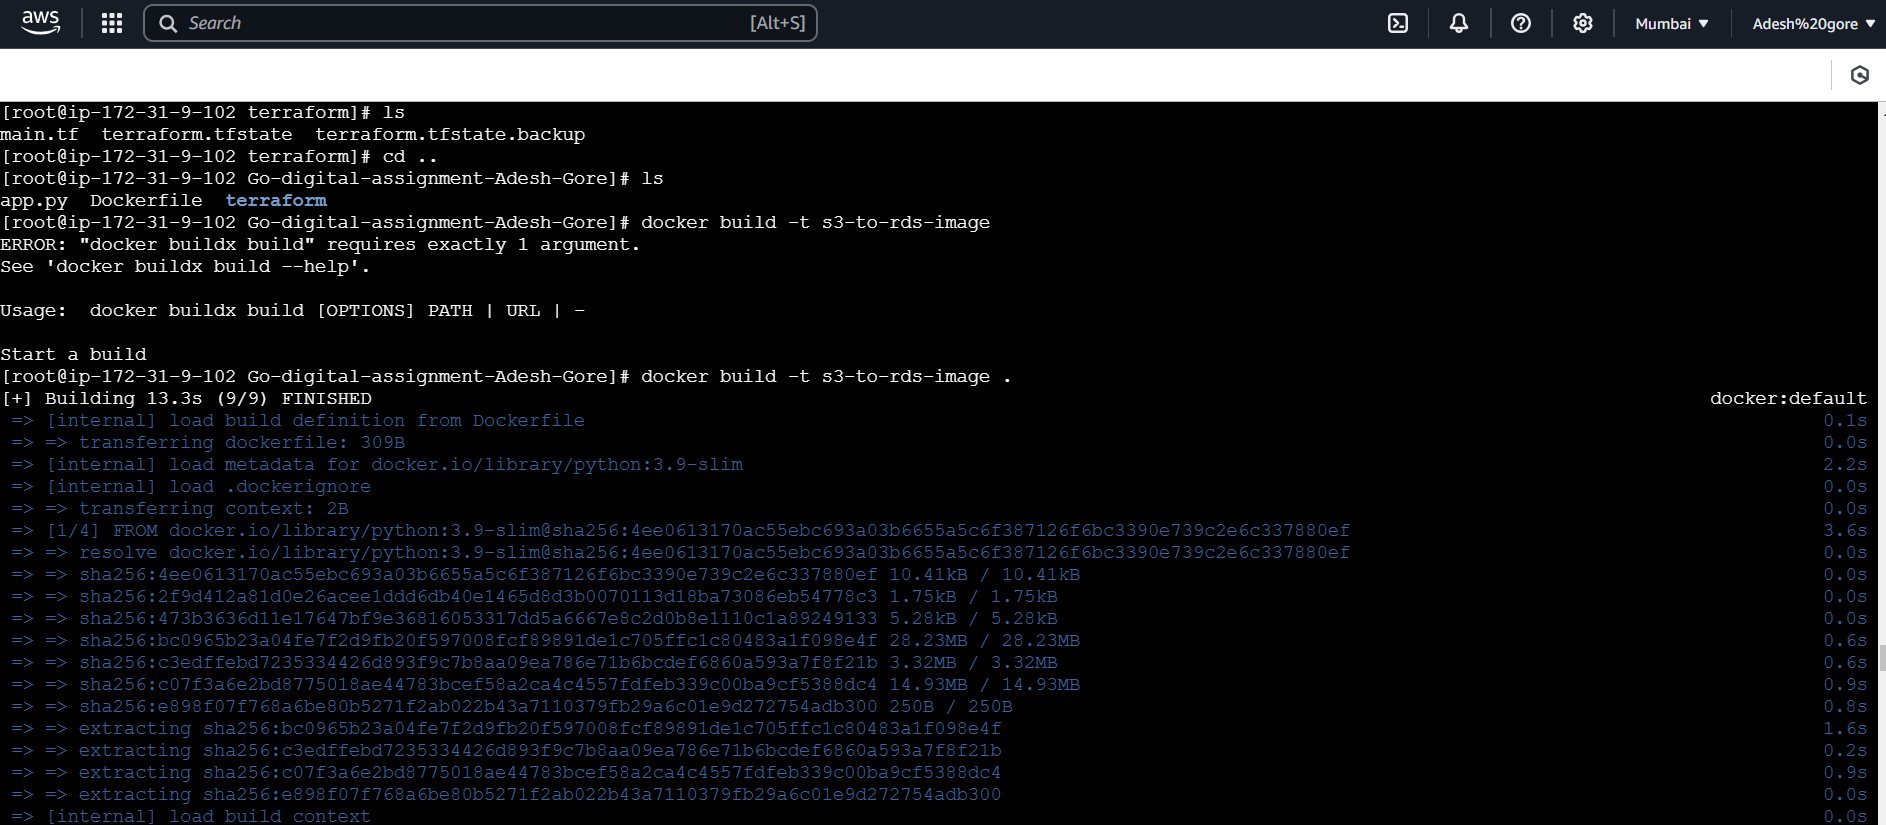 aws
Search
[Alt+S]
Mumbai ▼
Adesh%20gore ▼
[root@ip-172-31-9-102 terraform]# ls
main.tf  terraform.tfstate  terraform.tfstate.backup
[root@ip-172-31-9-102 terraform]# cd ..
[root@ip-172-31-9-102 Go-digital-assignment-Adesh-Gore]# ls
app.py  Dockerfile  terraform
[root@ip-172-31-9-102 Go-digital-assignment-Adesh-Gore]# docker build -t s3-to-rds-image
ERROR: "docker buildx build" requires exactly 1 argument.
See 'docker buildx build --help'.
Usage:  docker buildx build [OPTIONS] PATH | URL | -
Start a build
[root@ip-172-31-9-102 Go-digital-assignment-Adesh-Gore]# docker build -t s3-to-rds-image .
[+] Building 13.3s (9/9) FINISHED docker:default
=> [internal] load build definition from Dockerfile 0.1s
=> => transferring dockerfile: 309B 0.0s
=> [internal] load metadata for docker.io/library/python:3.9-slim 2.2s
=> [internal] load .dockerignore 0.0s
=> => transferring context: 2B 0.0s
=> [1/4] FROM docker.io/library/python:3.9-slim@sha256:4ee0613170ac55ebc693a03b6655a5c6f387126f6bc3390e739c2e6c337880ef 3.6s
=> => resolve docker.io/library/python:3.9-slim@sha256:4ee0613170ac55ebc693a03b6655a5c6f387126f6bc3390e739c2e6c337880ef 0.0s
=> => sha256:4ee0613170ac55ebc693a03b6655a5c6f387126f6bc3390e739c2e6c337880ef 10.41kB / 10.41kB 0.0s
=> => sha256:2f9d412a81d0e26acee1ddd6db40e1465d8d3b0070113d18ba73086eb54778c3 1.75kB / 1.75kB 0.0s
=> => sha256:473b3636d11e17647bf9e36816053317dd5a6667e8c2d0b8e1110c1a89249133 5.28kB / 5.28kB 0.0s
=> => sha256:bc0965b23a04fe7f2d9fb20f597008fcf89891de1c705ffc1c80483a1f098e4f 28.23MB / 28.23MB 0.6s
=> => sha256:c3edffebd7235334426d893f9c7b8aa09ea786e71b6bcdef6860a593a7f8f21b 3.32MB / 3.32MB 0.6s
=> => sha256:c07f3a6e2bd8775018ae44783bcef58a2ca4c4557fdfeb339c00ba9cf5388dc4 14.93MB / 14.93MB 0.9s
=> => sha256:e898f07f768a6be80b5271f2ab022b43a7110379fb29a6c01e9d272754adb300 250B / 250B 0.8s
=> => extracting sha256:bc0965b23a04fe7f2d9fb20f597008fcf89891de1c705ffc1c80483a1f098e4f 1.6s
=> => extracting sha256:c3edffebd7235334426d893f9c7b8aa09ea786e71b6bcdef6860a593a7f8f21b 0.2s
=> => extracting sha256:c07f3a6e2bd8775018ae44783bcef58a2ca4c4557fdfeb339c00ba9cf5388dc4 0.9s
=> => extracting sha256:e898f07f768a6be80b5271f2ab022b43a7110379fb29a6c01e9d272754adb300 0.0s
=> [internal] load build context 0.0s